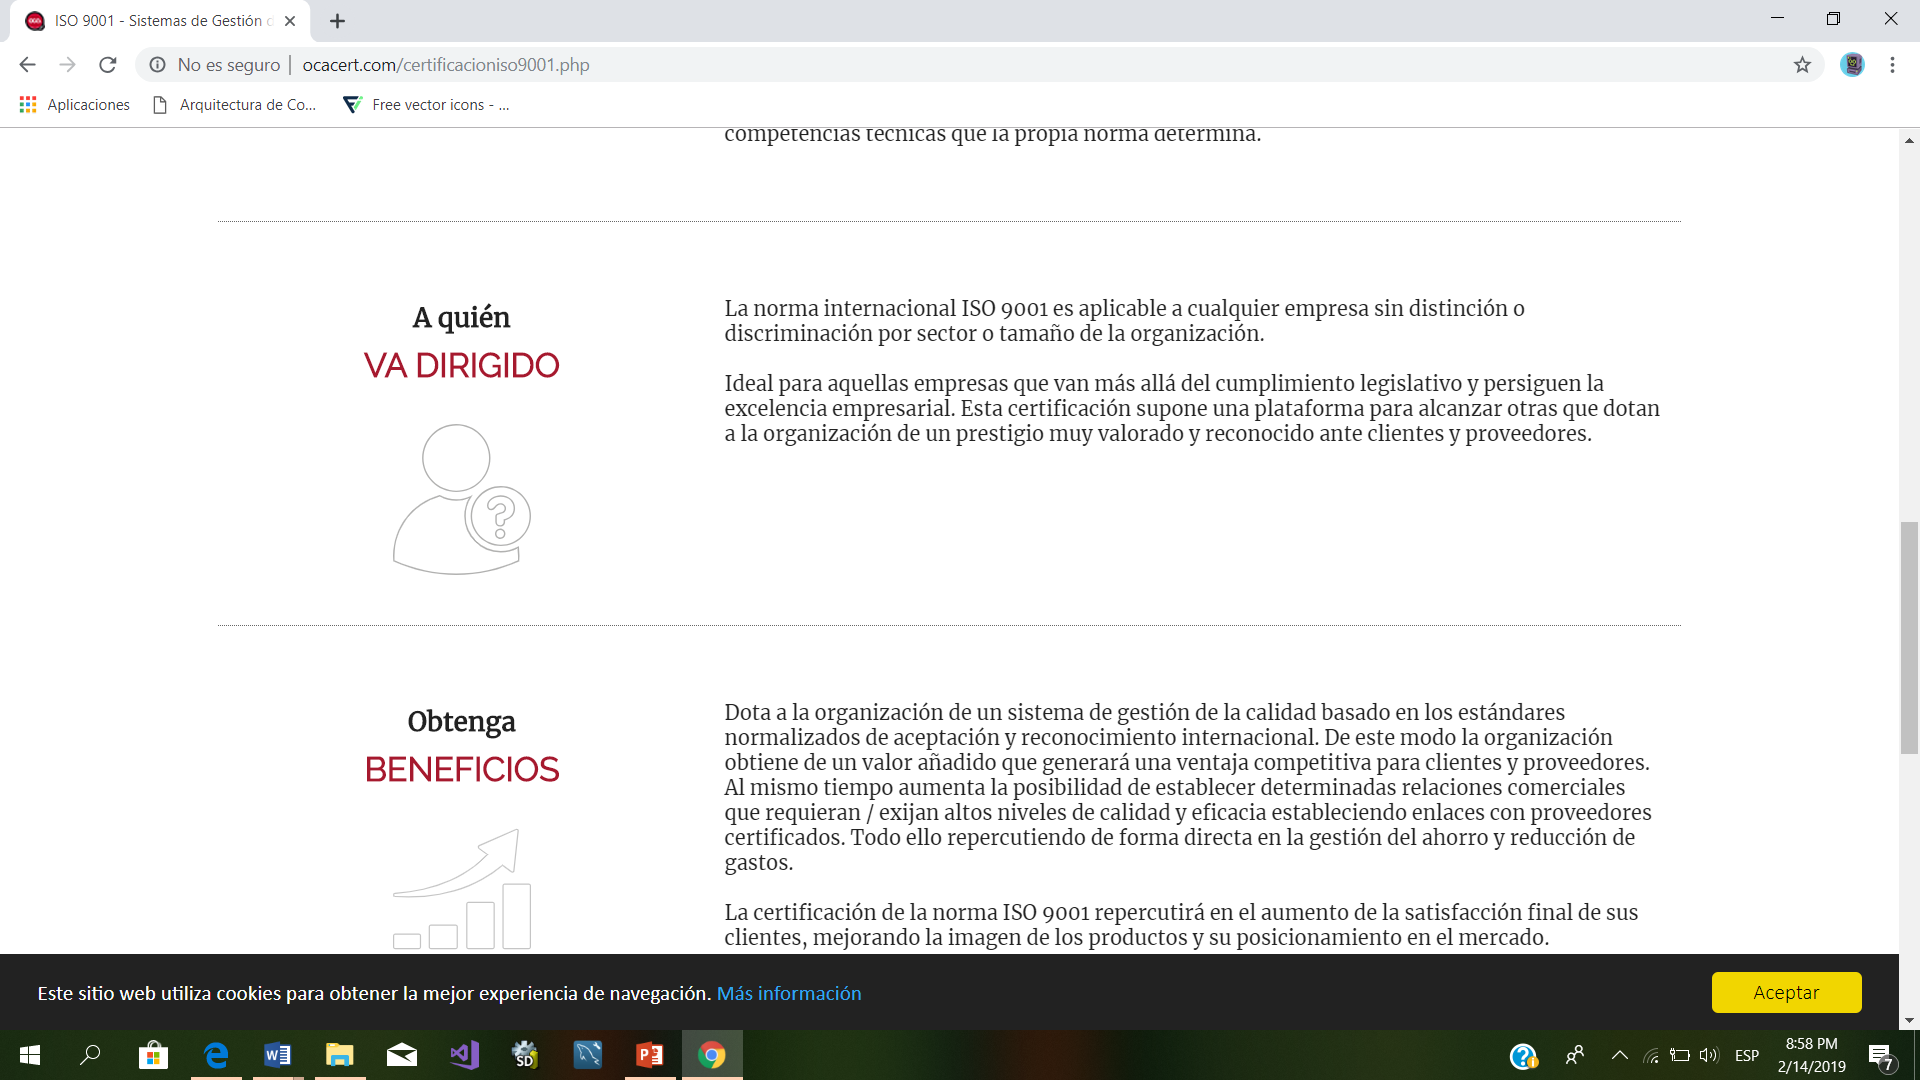 ISO 9001 - Sistemas de Gestión d
No es seguro | ocacert.com/certificacioniso9001.php
Aplicaciones
Arquitectura de Co...
Free vector icons - ...
competencias técnicas que la propia norma determina.
A quién
VA DIRIGIDO
La norma internacional ISO 9001 es aplicable a cualquier empresa sin distinción o
discriminación por sector o tamaño de la organización.
Ideal para aquellas empresas que van más allá del cumplimiento legislativo y persiguen la
excelencia empresarial. Esta certificación supone una plataforma para alcanzar otras que dotan
a la organización de un prestigio muy valorado y reconocido ante clientes y proveedores.
?
Obtenga
BENEFICIOS
Dota a la organización de un sistema de gestión de la calidad basado en los estándares
normalizados de aceptación y reconocimiento internacional. De este modo la organización
obtiene de un valor añadido que generará una ventaja competitiva para clientes y proveedores.
Al mismo tiempo aumenta la posibilidad de establecer determinadas relaciones comerciales
que requieran / exijan altos niveles de calidad y eficacia estableciendo enlaces con proveedores
certificados. Todo ello repercutiendo de forma directa en la gestión del ahorro y reducción de
gastos.
La certificación de la norma ISO 9001 repercutirá en el aumento de la satisfacción final de sus
clientes, mejorando la imagen de los productos y su posicionamiento en el mercado.
Este sitio web utiliza cookies para obtener la mejor experiencia de navegación. Más información
Aceptar
SD
ESP
8:58 PM
2/14/2019
7